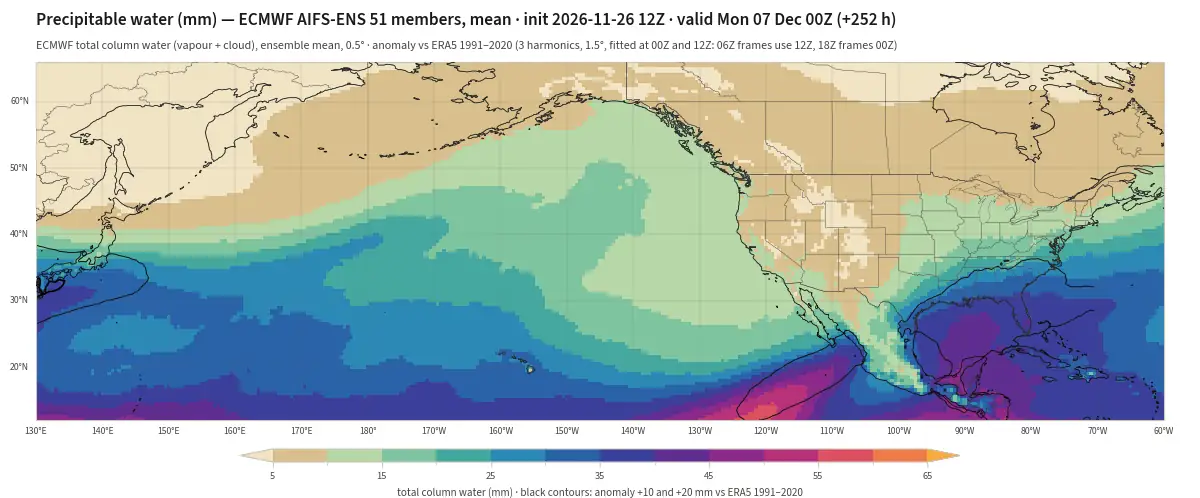 Precipitable water (mm) — ECMWF AIFS-ENS 51 members, mean · init 2026-11-26 12Z · valid Mon 07 Dec 00Z (+252 h)
ECMWF total column water (vapour + cloud), ensemble mean, 0.5° · anomaly vs ERA5 1991–2020 (3 harmonics, 1.5°, fitted at 00Z and 12Z: 06Z frames use 12Z, 18Z frames 00Z)
60°N
50°N
40°N
30°N
20°N
130°E 140°E 150°E 160°E 170°E 180° 170°W 160°W 150°W 140°W 130°W 120°W 110°W 100°W 90°W 80°W 70°W 60°W
5 15 25 35 45 55 65
total column water (mm) · black contours: anomaly +10 and +20 mm vs ERA5 1991–2020